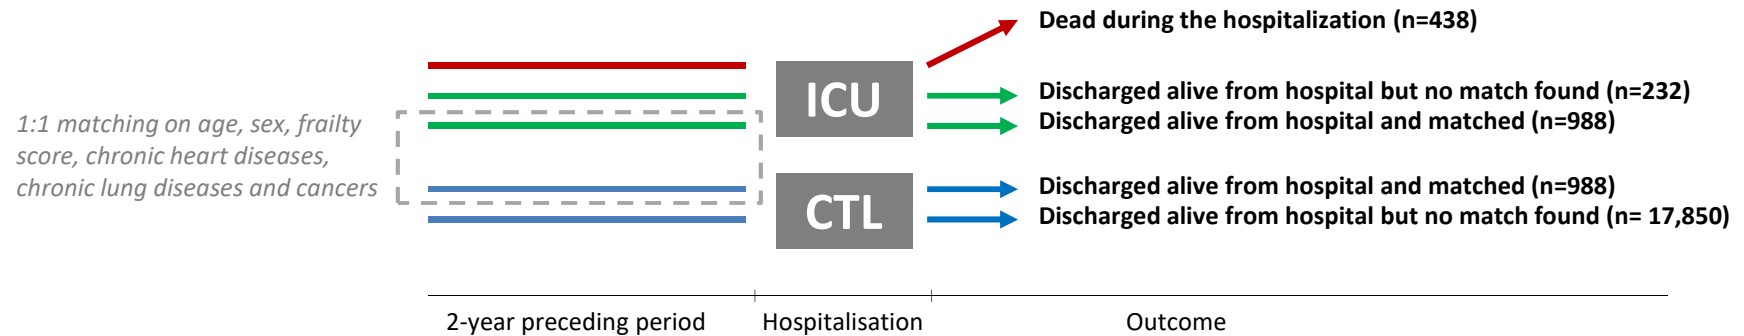 Dead during the hospitalization (n=438)
ICU
Discharged alive from hospital but no match found (n=232)
Discharged alive from hospital and matched (n=988)
1:1 matching on age, sex, frailty
score, chronic heart diseases,
chronic lung diseases and cancers
CTL
Discharged alive from hospital and matched (n=988)
Discharged alive from hospital but no match found (n= 17,850)
2-year preceding period
Hospitalisation
Outcome